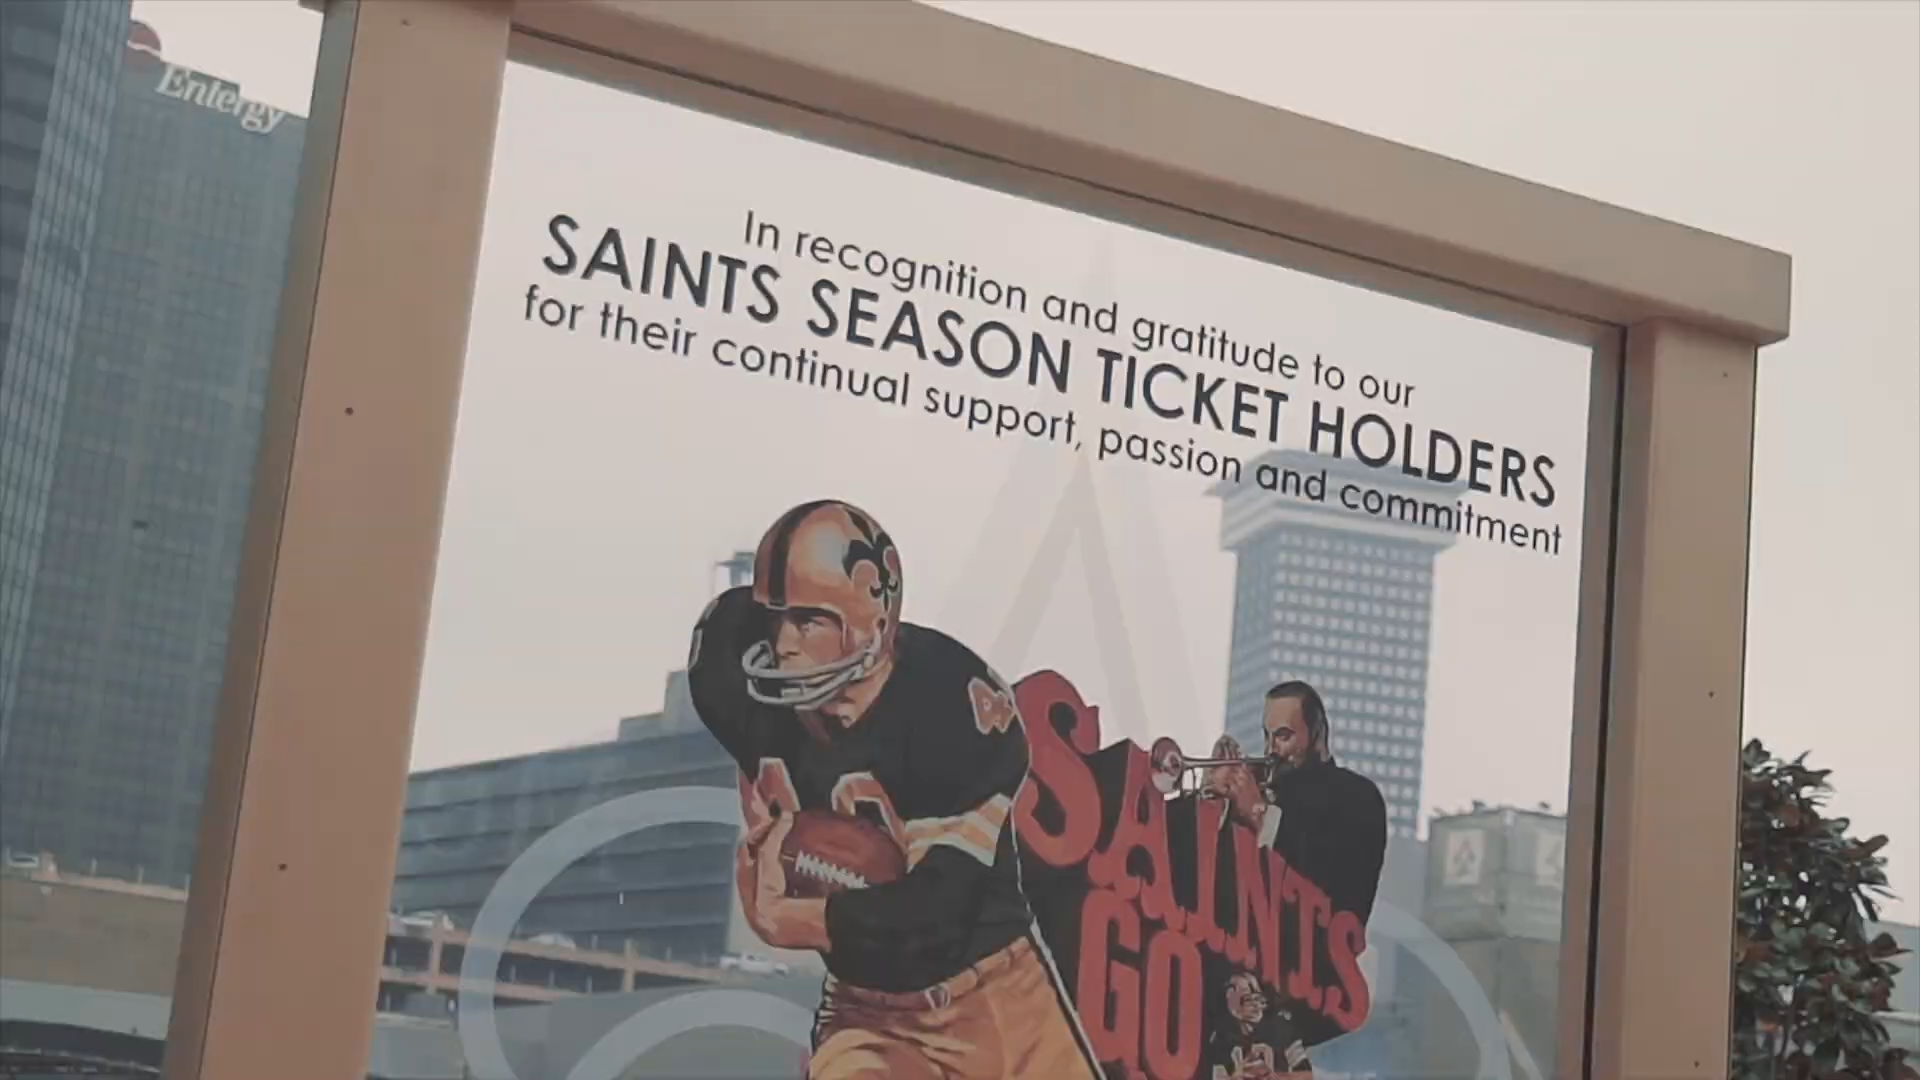 Entergy
In recognition and gratitude to our
SAINTS SEASON TICKET HOLDERS
for their continual support, passion and commitment
SAINTS
GO